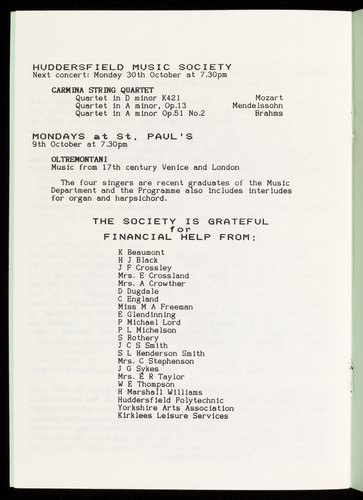 HUDDERSFIELD MUSIC SOCIETY
Next concert: Monday 30th October at 7.30pm
CARMINA STRING QUARTET
Quartet in D minor K421 Mozart
Quartet in A minor, Op.13 Mendelssohn
Quartet in A minor Op.51 No.2 Brahms
MONDAYS at St. PAUL'S
9th October at 7.30pm
OLTREMONTANI
Music from 17th century Venice and London
The four singers are recent graduates of the Music
Department and the Programme also includes interludes
for organ and harpsichord.
THE SOCIETY IS GRATEFUL
for
FINANCIAL HELP FROM:
K Beaumont
H J Black
J F Crossley
Mrs. E Crossland
Mrs. A Crowther
D Dugdale
C England
Miss M A Freeman
E Glendinning
P Michael Lord
P L Michelson
S Rothery
J C S Smith
S L Henderson Smith
Mrs. C Stephenson
J G Sykes
Mrs. E R Taylor
W E Thompson
H Marshall Williams
Huddersfield Polytechnic
Yorkshire Arts Association
Kirklees Leisure Services